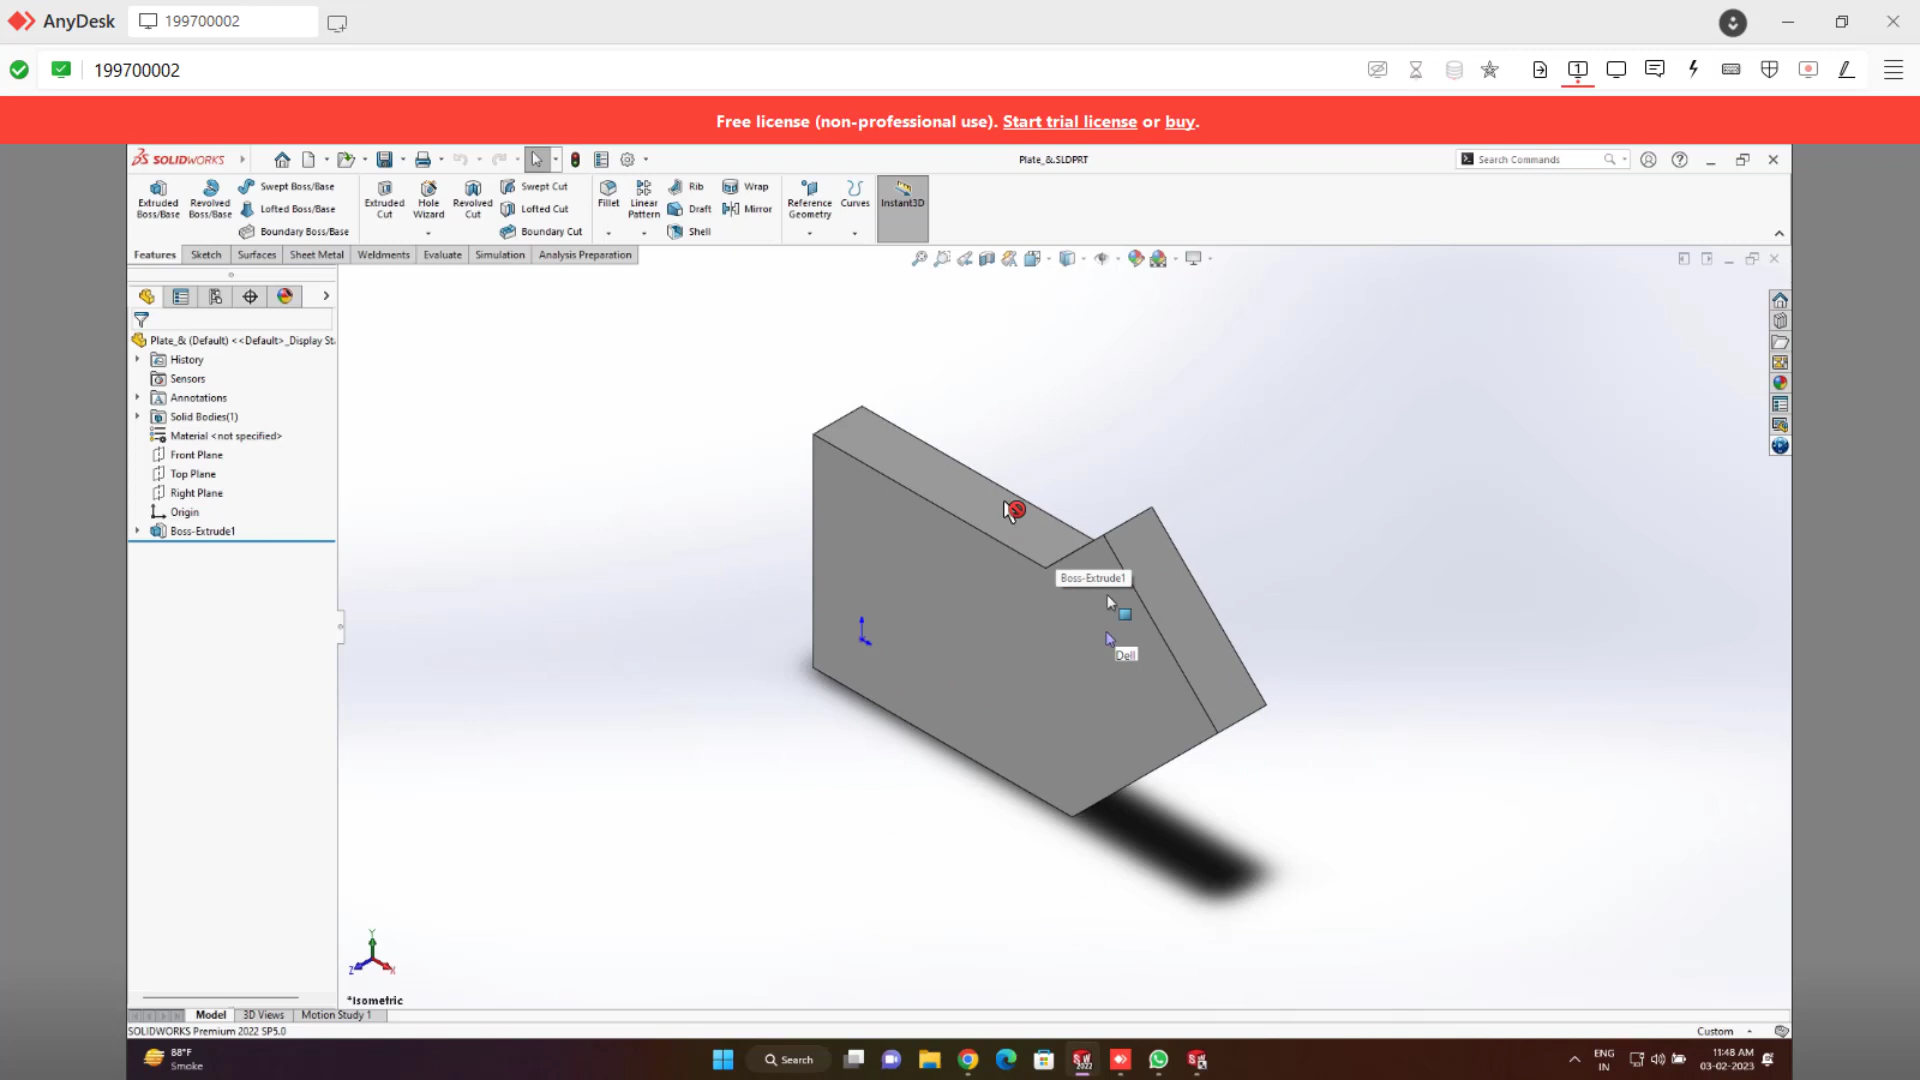 AnyDesk
199700002
199700002
Free license (non-professional use). Start trial license or buy.
SOLIDWORKS
Plate_&.SLDPRT
Search Commands
Extruded Boss/Base
Revolved Boss/Base
Swept Boss/Base
Lofted Boss/Base
Boundary Boss/Base
Extruded Cut
Hole Wizard
Revolved Cut
Swept Cut
Lofted Cut
Boundary Cut
Fillet
Linear Pattern
Rib
Draft
Shell
Wrap
Mirror
Reference Geometry
Curves
Instant3D
Features
Sketch
Surfaces
Sheet Metal
Weldments
Evaluate
Simulation
Analysis Preparation
Plate_& (Default) <<Default>_Display St
History
Sensors
Annotations
Solid Bodies(1)
Material <not specified>
Front Plane
Top Plane
Right Plane
Origin
Boss-Extrude1
Boss-Extrude1
Dell
Y
Z
X
*Isometric
Model
3D Views
Motion Study 1
SOLIDWORKS Premium 2022 SP5.0
Custom
88°F
Smoke
Search
SW
2022
ENG
IN
11:48 AM
03-02-2023